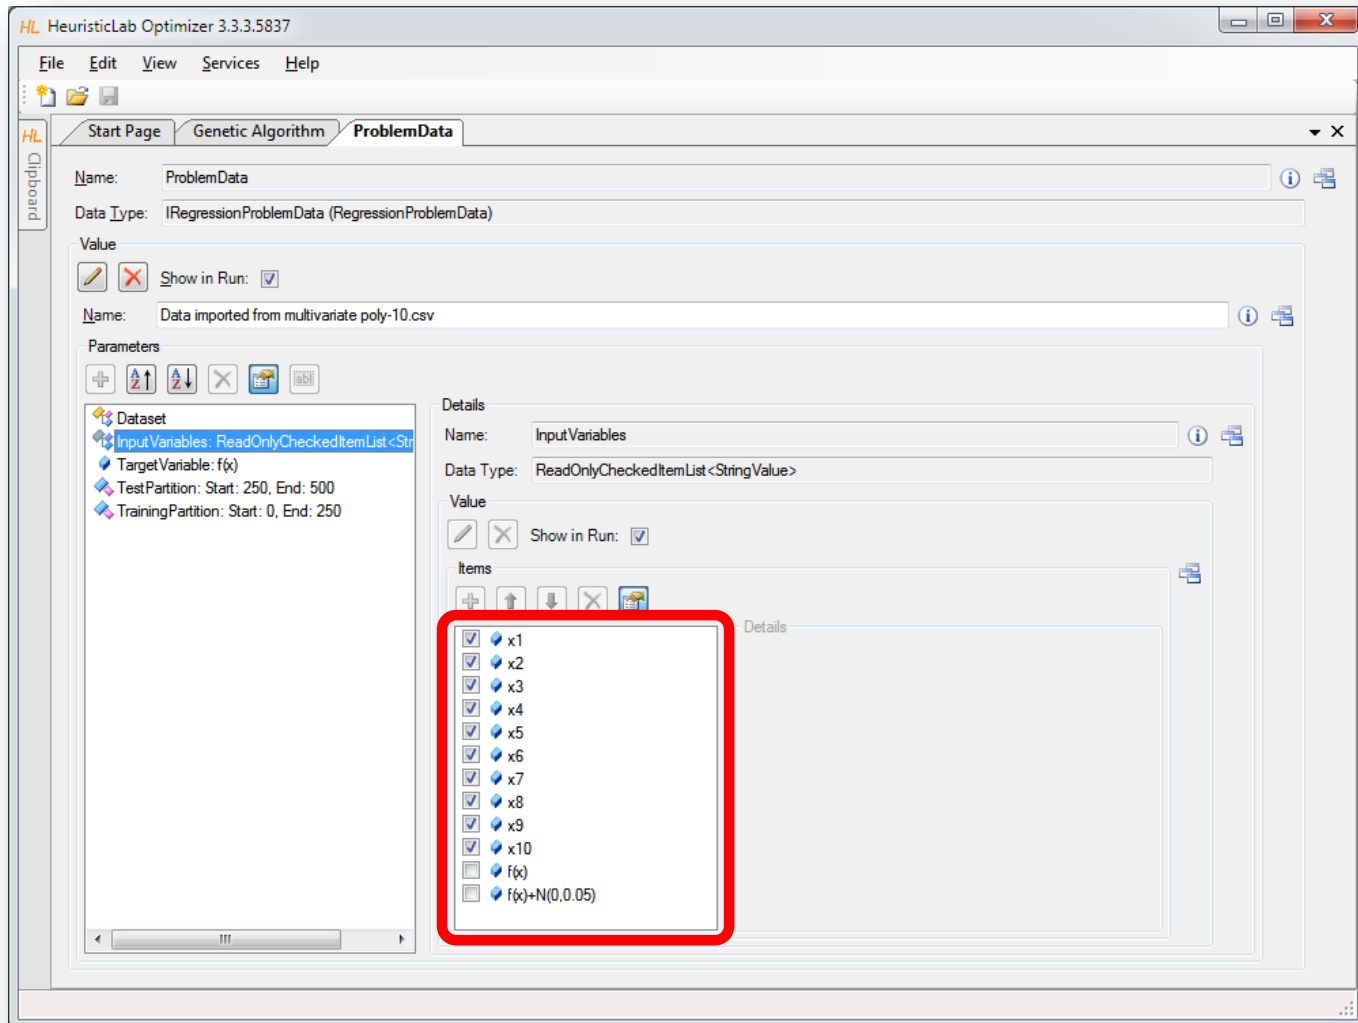 HL HeuristicLab Optimizer 3.3.3.5837
File Edit View Services Help
HL Clipboard
Start Page Genetic Algorithm ProblemData
Name: ProblemData
Data Type: IRegressionProblemData (RegressionProblemData)
Value
Show in Run:
Name: Data imported from multivariate poly-10.csv
Parameters
Dataset
InputVariables: ReadOnlyCheckedItemList<Str
TargetVariable: f(x)
TestPartition: Start: 250, End: 500
TrainingPartition: Start: 0, End: 250
Details
Name: InputVariables
Data Type: ReadOnlyCheckedItemList<StringValue>
Value
Show in Run:
Items
x1
x2
x3
x4
x5
x6
x7
x8
x9
x10
f(x)
f(x)+N(0,0.05)
Details